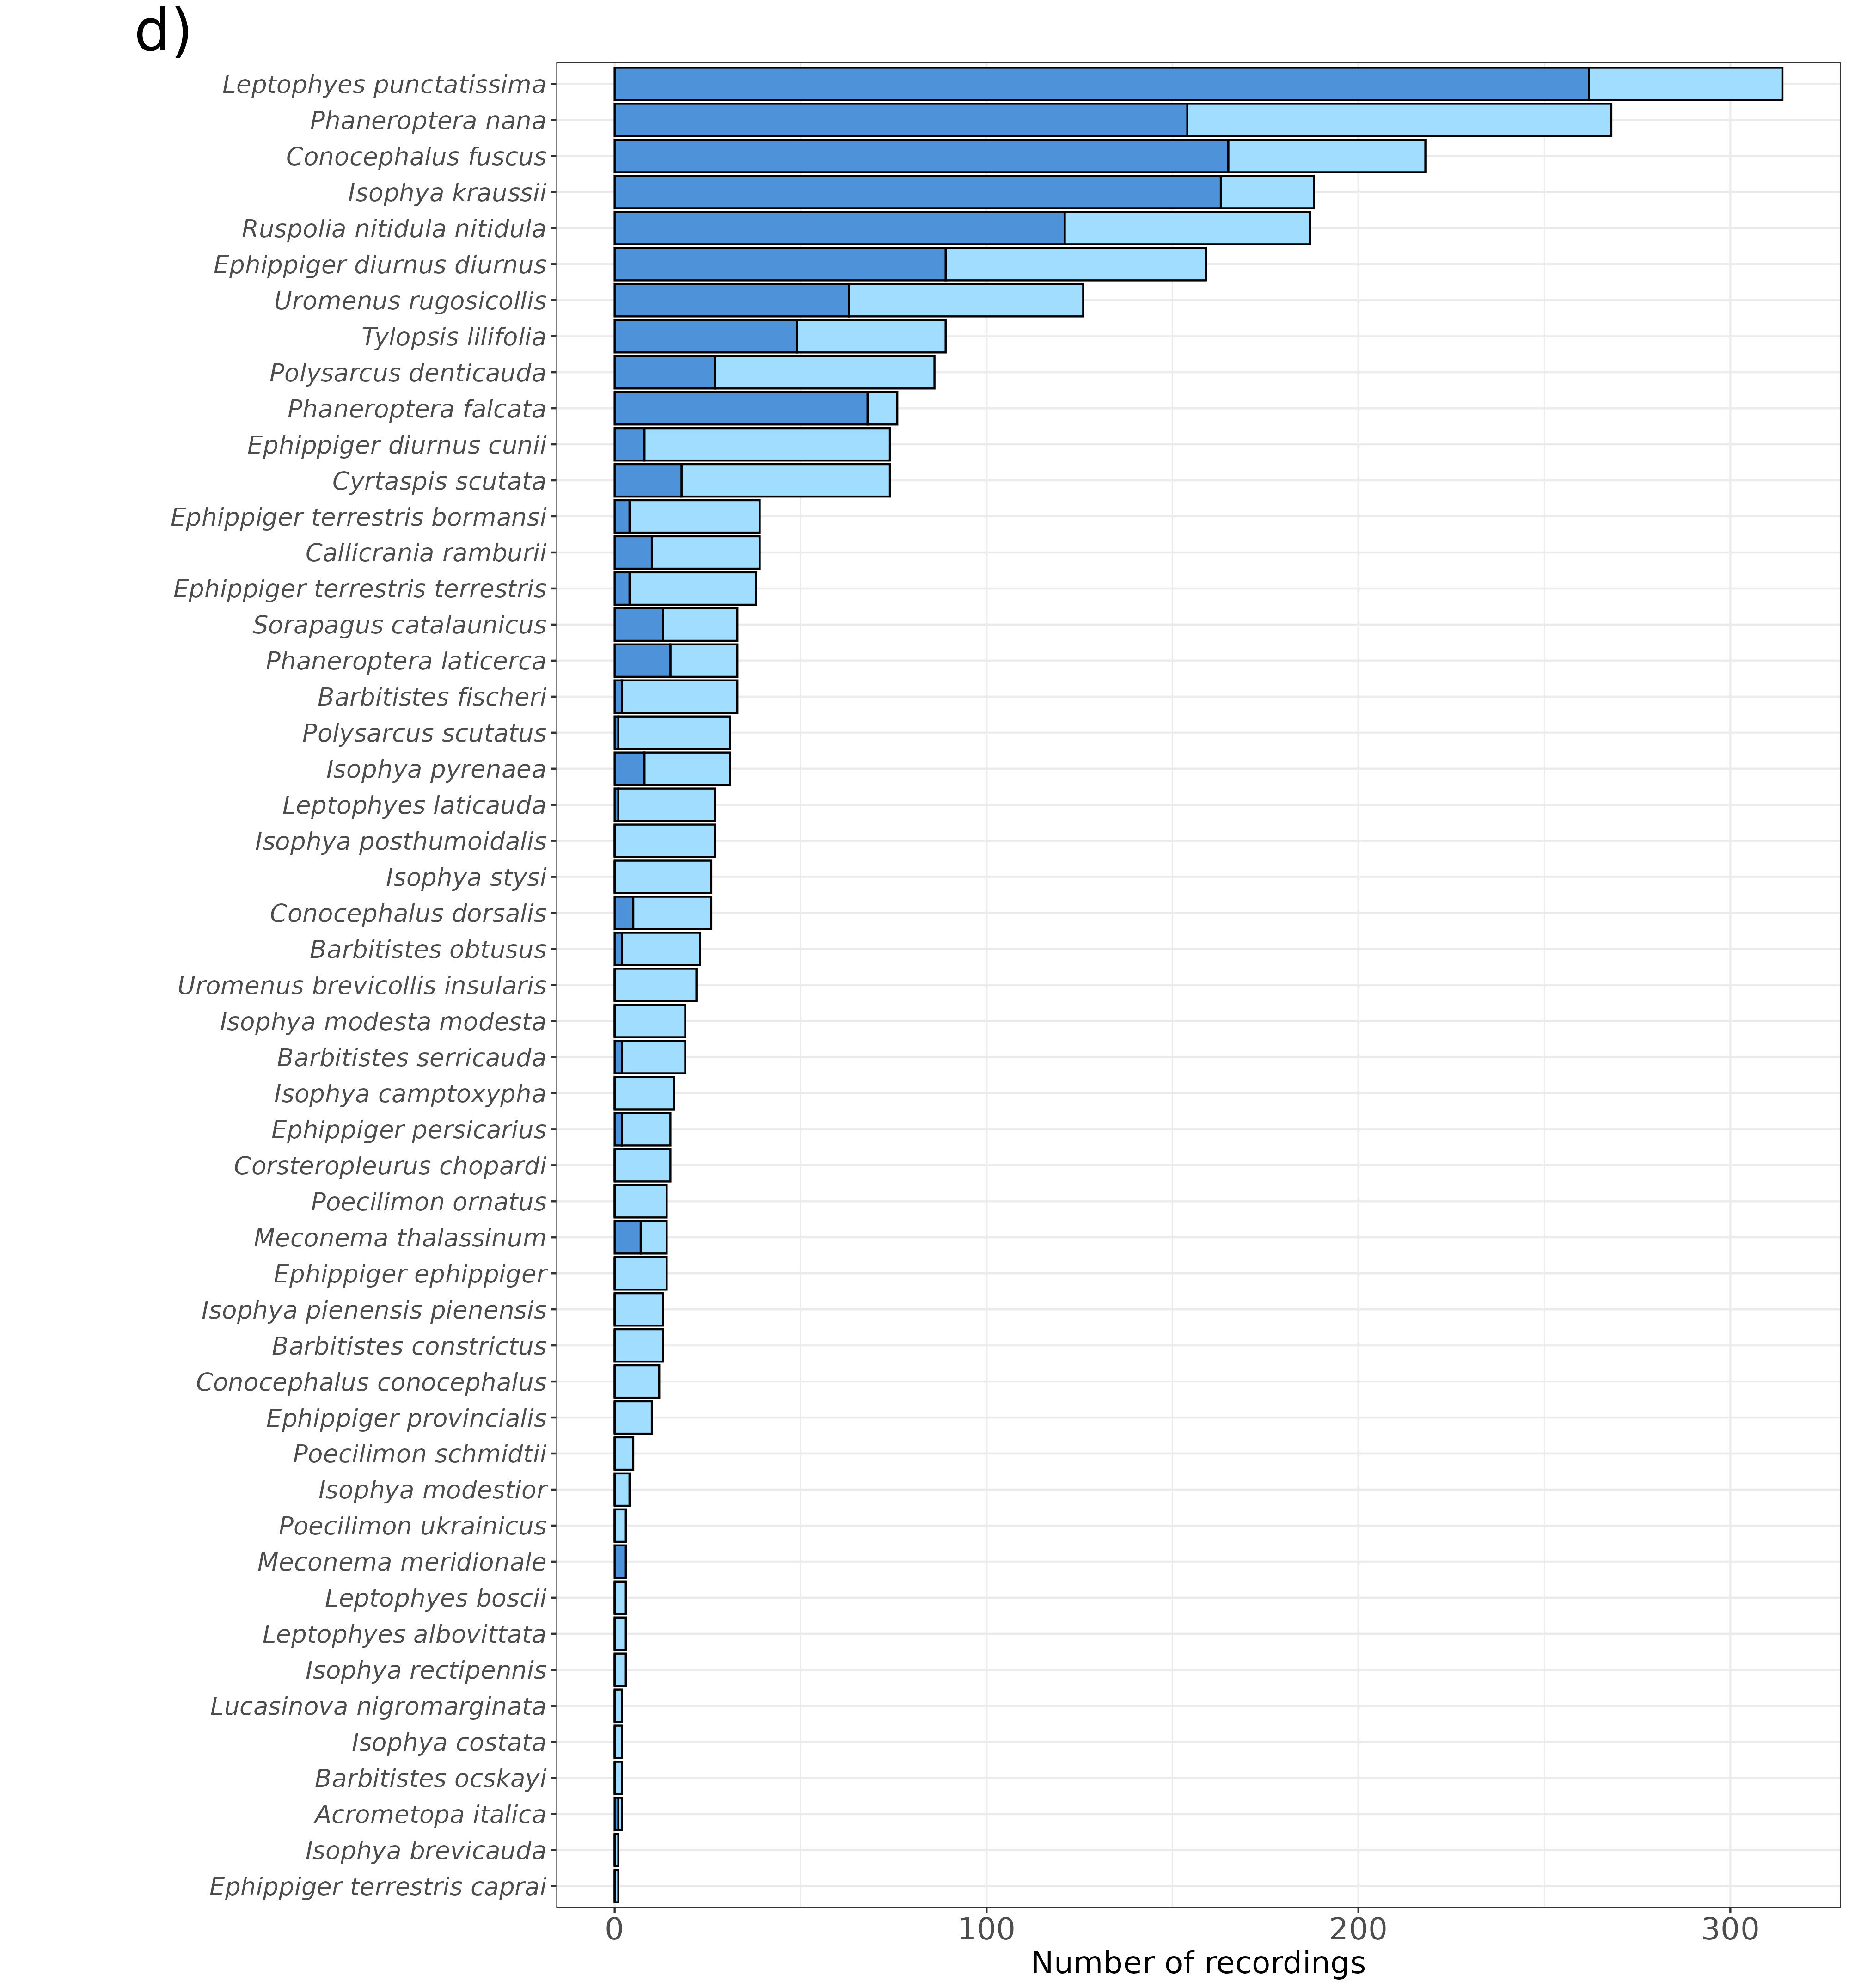 d)
Leptophyes punctatissima
Phaneroptera nana
Conocephalus fuscus
Isophya kraussii
Ruspolia nitidula nitidula
Ephippiger diurnus diurnus
Uromenus rugosicollis
Tylopsis lilifolia
Polysarcus denticauda
Phaneroptera falcata
Ephippiger diurnus cunii
Cyrtaspis scutata
Ephippiger terrestris bormansi
Callicrania ramburii
Ephippiger terrestris terrestris
Sorapagus catalaunicus
Phaneroptera laticerca
Barbitistes fischeri
Polysarcus scutatus
Isophya pyrenaea
Leptophyes laticauda
Isophya posthumoidalis
Isophya stysi
Conocephalus dorsalis
Barbitistes obtusus
Uromenus brevicollis insularis
Isophya modesta modesta
Barbitistes serricauda
Isophya camptoxypha
Ephippiger persicarius
Corsteropleurus chopardi
Poecilimon ornatus
Meconema thalassinum
Ephippiger ephippiger
Isophya pienensis pienensis
Barbitistes constrictus
Conocephalus conocephalus
Ephippiger provincialis
Poecilimon schmidtii
Isophya modestior
Poecilimon ukrainicus
Meconema meridionale
Leptophyes boscii
Leptophyes albovittata
Isophya rectipennis
Lucasinova nigromarginata
Isophya costata
Barbitistes ocskayi
Acrometopa italica
Isophya brevicauda
Ephippiger terrestris caprai
0 100 200 300
Number of recordings